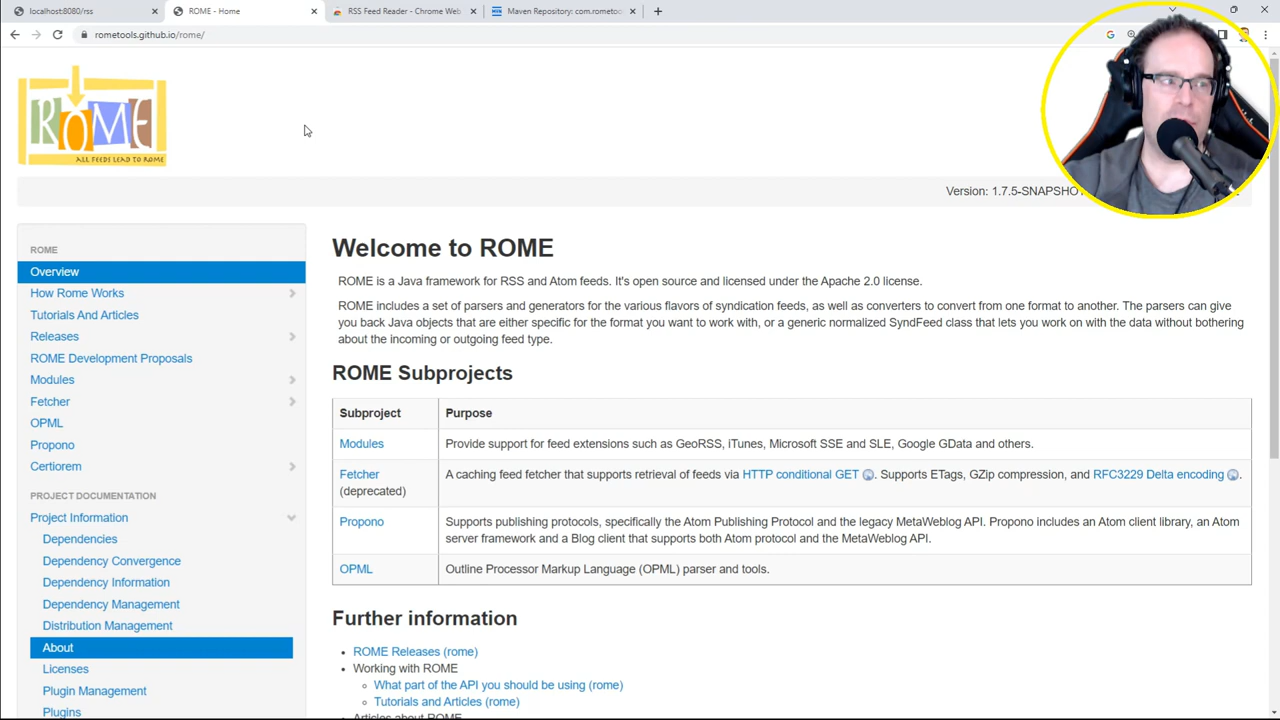 localhost:8080/rss
ROME - Home
RSS Feed Reader - Chrome Web
Maven Repository: com.rometoo
rometools.github.io/rome/
ROME
ALL FEEDS LEAD TO ROME
Version: 1.7.5-SNAPSHOT
ROME
Overview
How Rome Works
Tutorials And Articles
Releases
ROME Development Proposals
Modules
Fetcher
OPML
Propono
Certiorem
PROJECT DOCUMENTATION
Project Information
Dependencies
Dependency Convergence
Dependency Information
Dependency Management
Distribution Management
About
Licenses
Plugin Management
Plugins
Welcome to ROME
ROME is a Java framework for RSS and Atom feeds. It's open source and licensed under the Apache 2.0 license.
ROME includes a set of parsers and generators for the various flavors of syndication feeds, as well as converters to convert from one format to another. The parsers can give
you back Java objects that are either specific for the format you want to work with, or a generic normalized SyndFeed class that lets you work on with the data without bothering
about the incoming or outgoing feed type.
ROME Subprojects
Subproject Purpose
Modules Provide support for feed extensions such as GeoRSS, iTunes, Microsoft SSE and SLE, Google GData and others.
Fetcher A caching feed fetcher that supports retrieval of feeds via HTTP conditional GET. Supports ETags, GZip compression, and RFC3229 Delta encoding.
(deprecated)
Propono Supports publishing protocols, specifically the Atom Publishing Protocol and the legacy MetaWeblog API. Propono includes an Atom client library, an Atom
server framework and a Blog client that supports both Atom protocol and the MetaWeblog API.
OPML Outline Processor Markup Language (OPML) parser and tools.
Further information
ROME Releases (rome)
Working with ROME
What part of the API you should be using (rome)
Tutorials and Articles (rome)
Articles about ROME